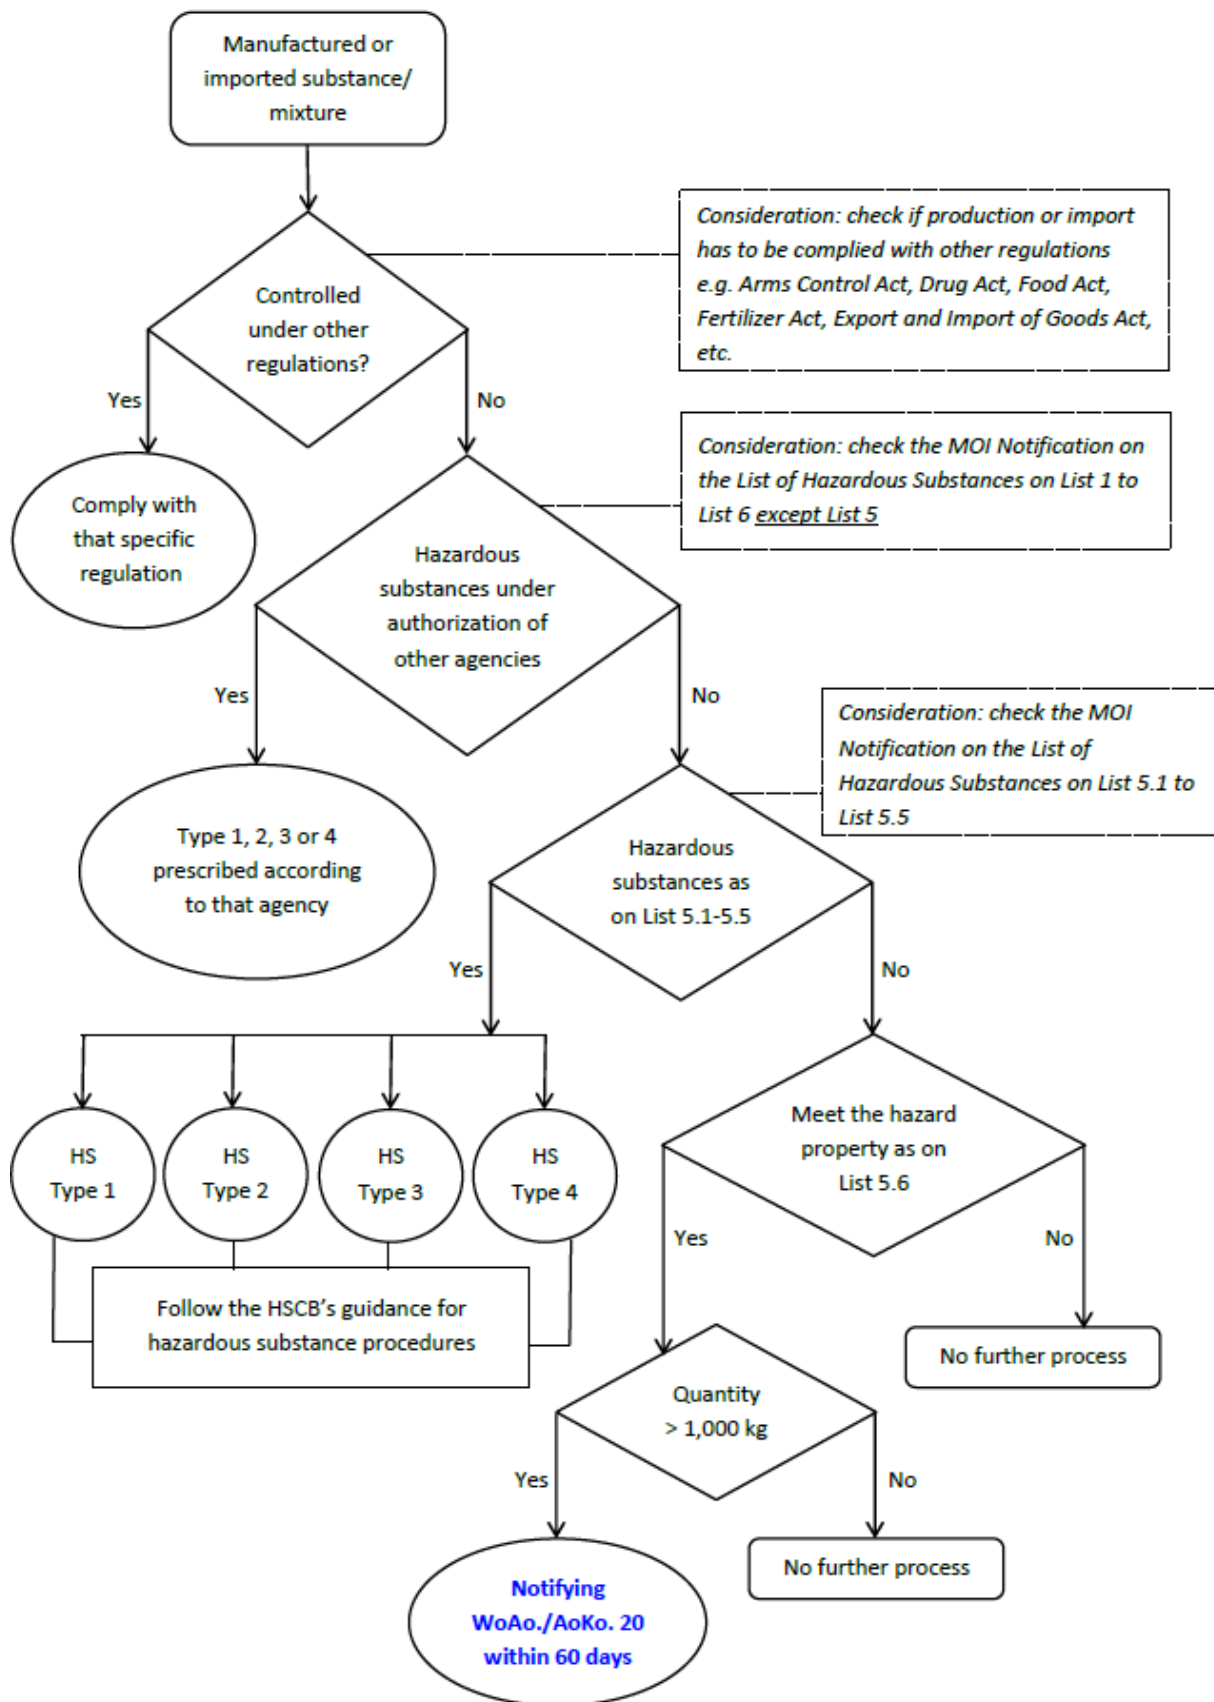 Manufactured or
imported substance/
mixture
Consideration: check if production or import
has to be complied with other regulations
e.g. Arms Control Act, Drug Act, Food Act,
Fertilizer Act, Export and Import of Goods Act,
etc.
Controlled
under other
regulations?
Yes
No
Consideration: check the MOI Notification on
the List of Hazardous Substances on List 1 to
List 6 except List 5
Comply with
that specific
regulation
Hazardous
substances under
authorization of
other agencies
Yes
No
Consideration: check the MOI
Notification on the List of
Hazardous Substances on List 5.1 to
List 5.5
Type 1, 2, 3 or 4
prescribed according
to that agency
Hazardous
substances as
on List 5.1-5.5
Yes
No
HS
Type 1
HS
Type 2
HS
Type 3
HS
Type 4
Meet the hazard
property as on
List 5.6
Yes
No
Follow the HSCB's guidance for
hazardous substance procedures
No further process
Quantity
> 1,000 kg
Yes
No
No further process
Notifying
WoAo./AoKo. 20
within 60 days